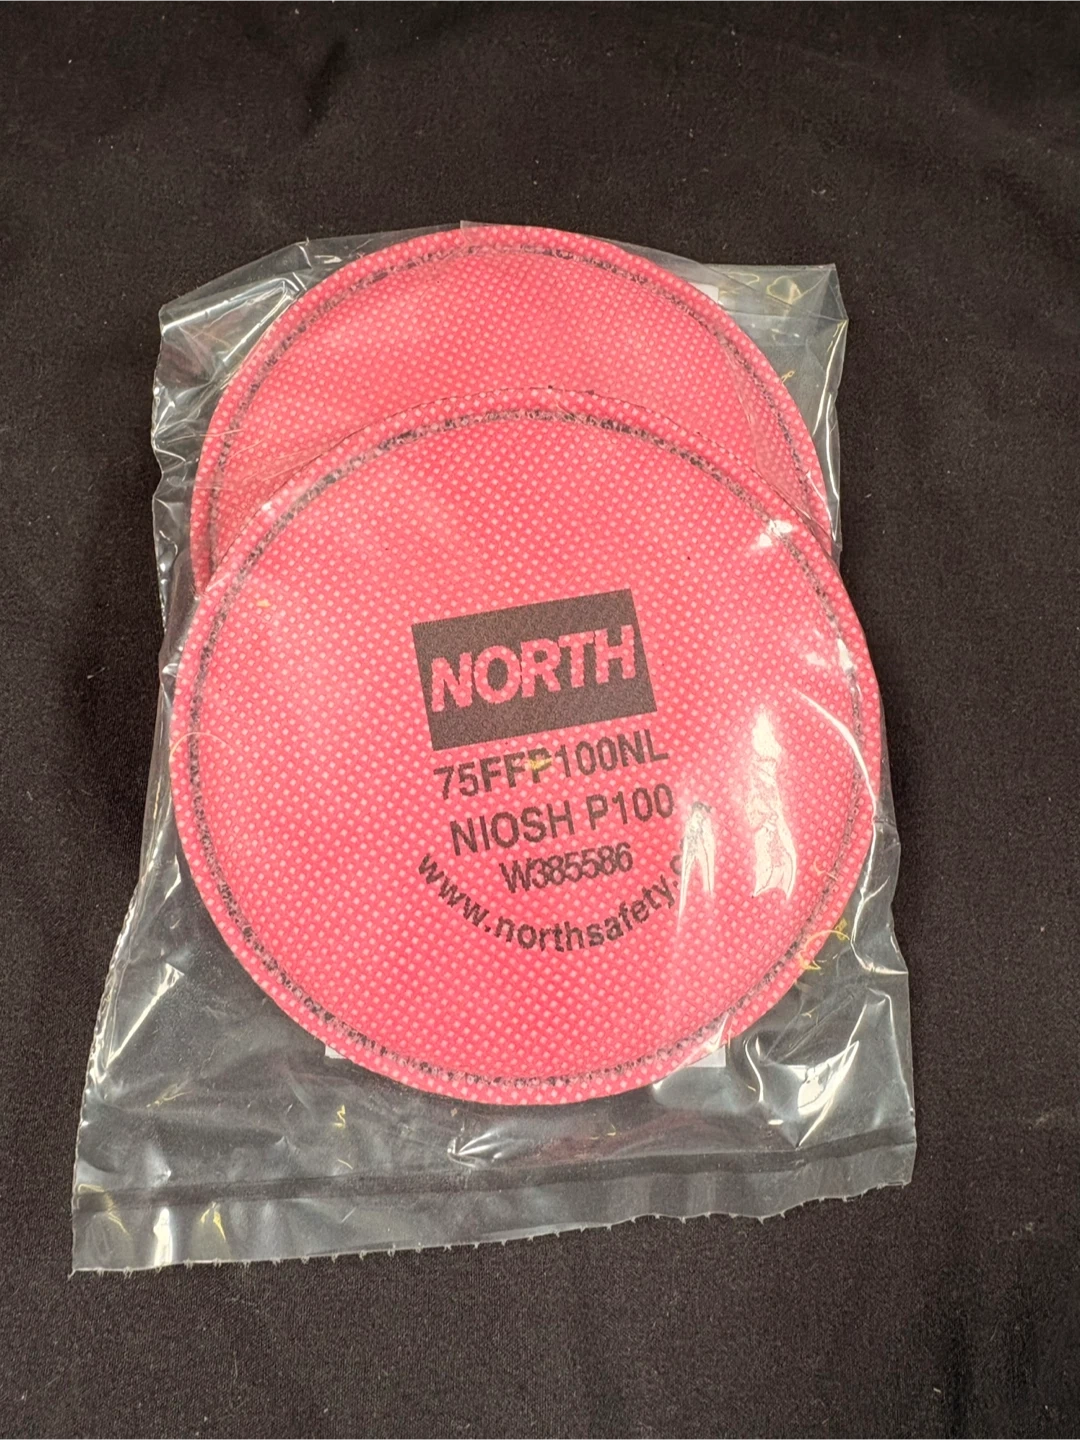 NORTH
75FFP100NL
NIOSH P100
W385586
www.northsafety.